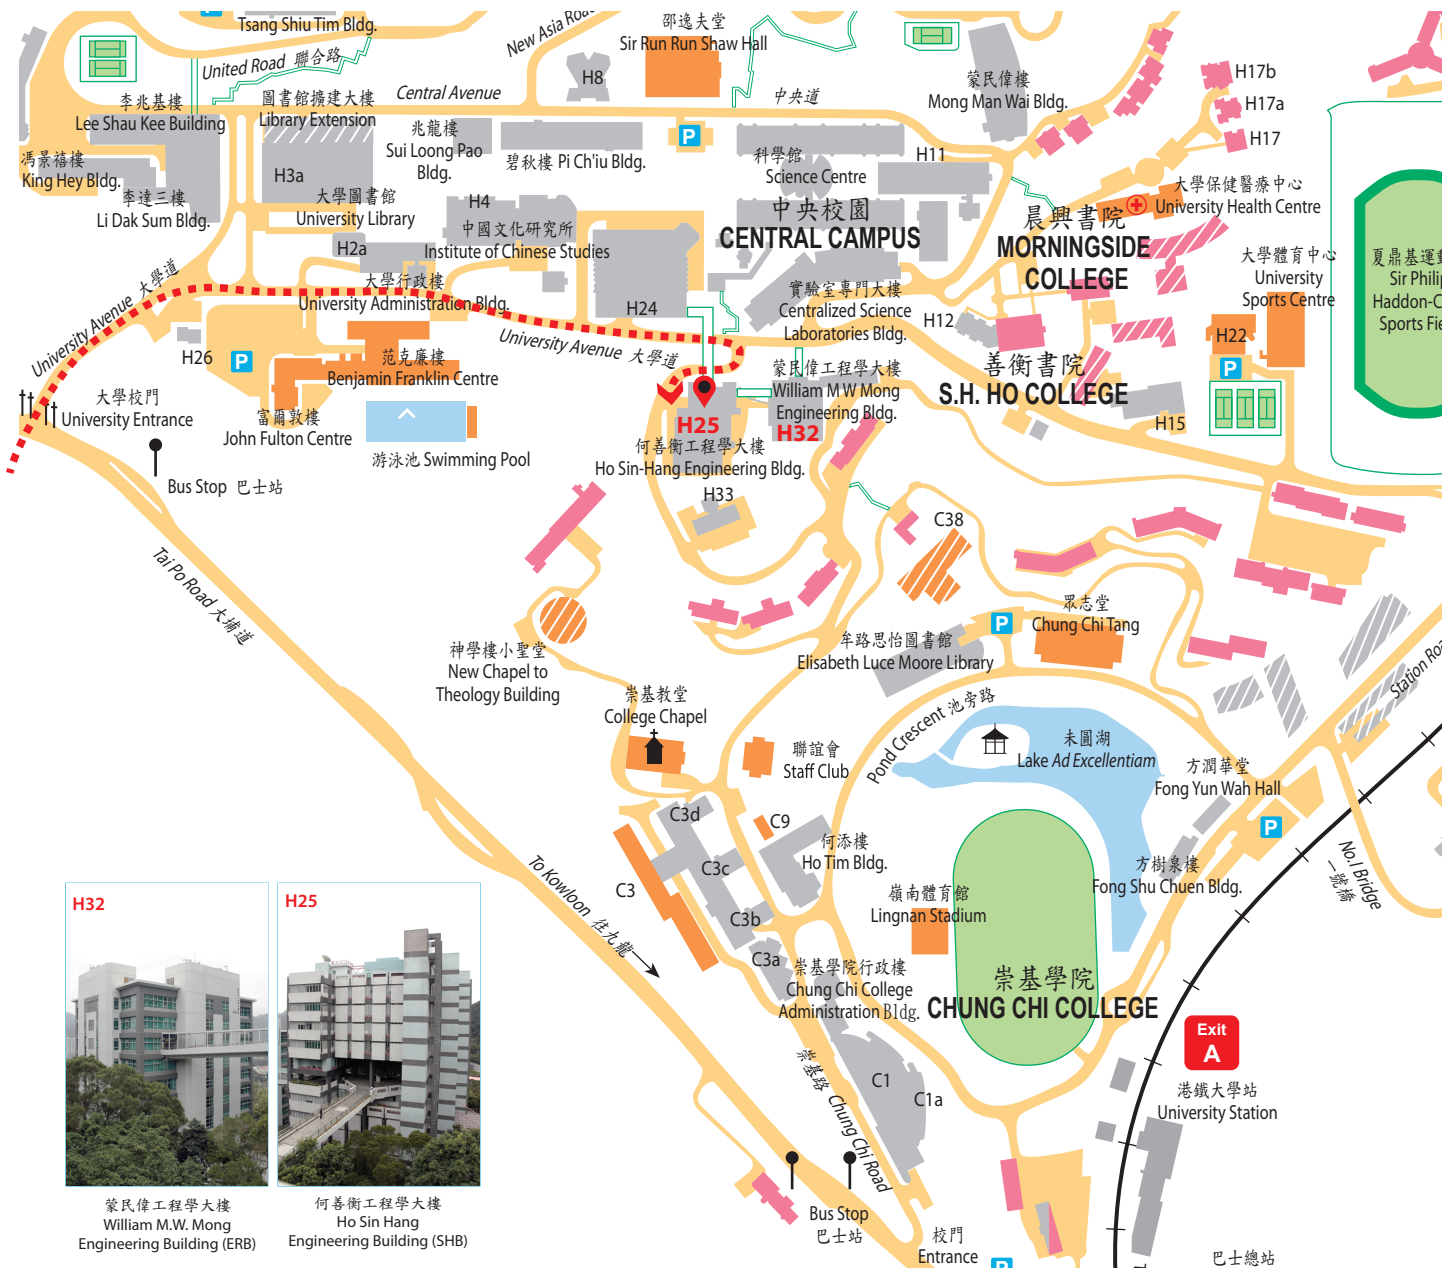 Tsang Shiu Tim Bldg.
United Road 聯合路
New Asia Road
邵逸夫堂
Sir Run Run Shaw Hall
H8
Central Avenue
中央道
蒙民偉樓
Mong Man Wai Bldg.
H17b
H17a
H17
李兆基樓
Lee Shau Kee Building
圖書館擴建大樓
Library Extension
兆龍樓
Sui Loong Pao
Bldg.
碧秋樓 Pi Ch'iu Bldg.
P
科學館
Science Centre
H11
馮景禧樓
King Hey Bldg.
李達三樓
Li Dak Sum Bldg.
H3a
大學圖書館
University Library
H4
中國文化研究所
Institute of Chinese Studies
中央校園
CENTRAL CAMPUS
晨興書院
MORNINGSIDE
COLLEGE
大學保健醫療中心
University Health Centre
大學體育中心
University
Sports Centre
夏鼎基運動
Sir Philip
Haddon-C
Sports Fie
H2a
大學行政樓
University Administration Bldg.
H24
實驗室專門大樓
Centralized Science
Laboratories Bldg.
H12
H22
P
University Avenue 大學道
University Avenue 大學道
H26
P
范克廉樓
Benjamin Franklin Centre
蒙民偉工程學大樓
William M W Mong
Engineering Bldg.
H32
善衡書院
S.H. HO COLLEGE
H15
大學校門
University Entrance
富爾敦樓
John Fulton Centre
游泳池 Swimming Pool
H25
何善衡工程學大樓
Ho Sin-Hang Engineering Bldg.
H33
Bus Stop 巴士站
C38
Tai Po Road 大埔道
神學樓小聖堂
New Chapel to
Theology Building
牟路思怡圖書館
Elisabeth Luce Moore Library
P
眾志堂
Chung Chi Tang
崇基教堂
College Chapel
聯誼會
Staff Club
Pond Crescent 池旁路
未圓湖
Lake Ad Excellentiam
方潤華堂
Fong Yun Wah Hall
P
Station Roa
No.1 Bridge
一號橋
C3d
C9
C3c
何添樓
Ho Tim Bldg.
C3
C3b
C3a
方樹泉樓
Fong Shu Chuen Bldg.
嶺南體育館
Lingnan Stadium
To Kowloon 往九龍
崇基學院行政樓
Chung Chi College
Administration Bldg.
崇基學院
CHUNG CHI COLLEGE
Exit
A
港鐵大學站
University Station
C1
C1a
崇基路 Chung Chi Road
Bus Stop
巴士站
校門
Entrance
P
巴士總站
H32
H25
蒙民偉工程學大樓
William M.W. Mong
Engineering Building (ERB)
何善衡工程學大樓
Ho Sin Hang
Engineering Building (SHB)